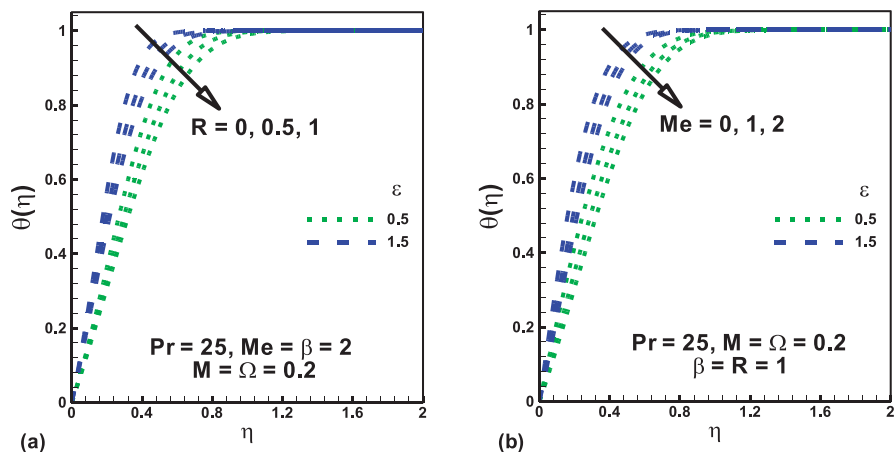 1
0.8
0.6
0.4
0.2
0
θ(η)
R = 0, 0.5, 1
ε
0.5
1.5
Pr = 25, Me = β = 2
M = Ω = 0.2
0 0.4 0.8 1.2 1.6 2
(a) η
1
0.8
0.6
0.4
0.2
0
θ(η)
Me = 0, 1, 2
ε
0.5
1.5
Pr = 25, M = Ω = 0.2
β = R = 1
0 0.4 0.8 1.2 1.6 2
(b) η